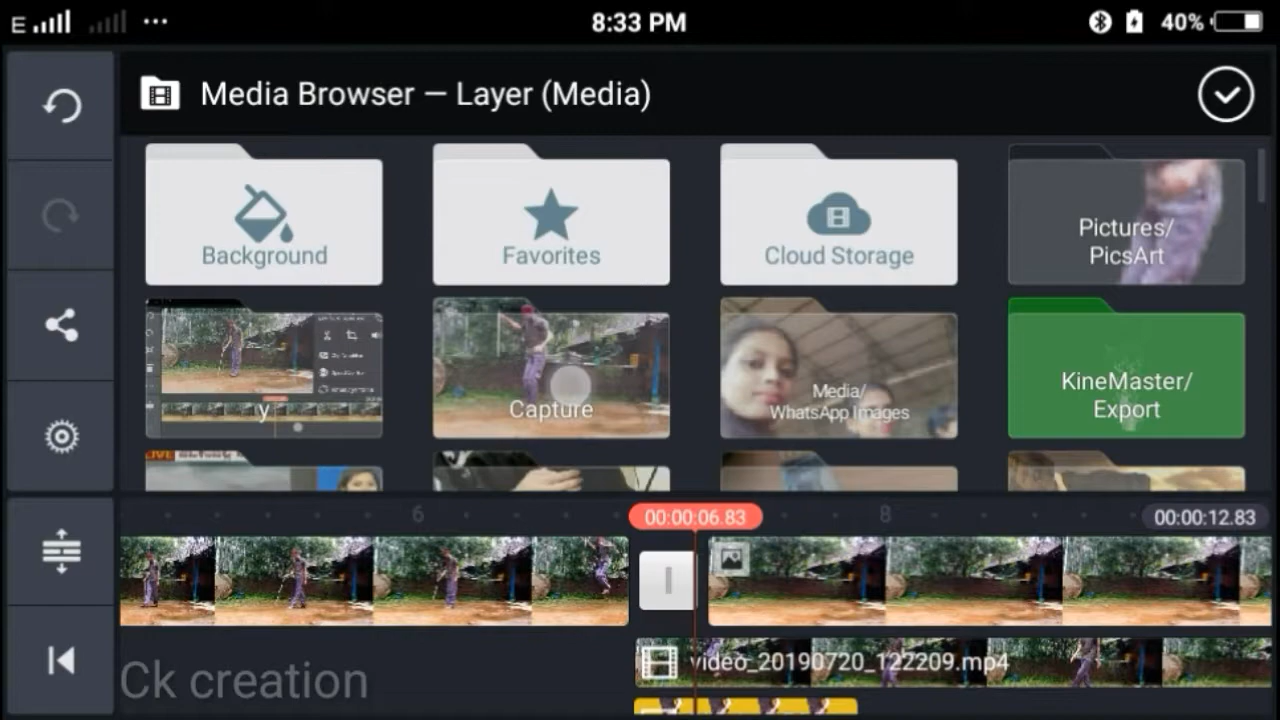 E
8:33 PM
40%
Media Browser — Layer (Media)
Background
Favorites
Cloud Storage
Pictures/
PicsArt
y
Capture
Media/
WhatsApp Images
KineMaster/
Export
LIVE
6
00:00:06.83
8
00:00:12.83
video_20190720_122209.mp4
Ck creation